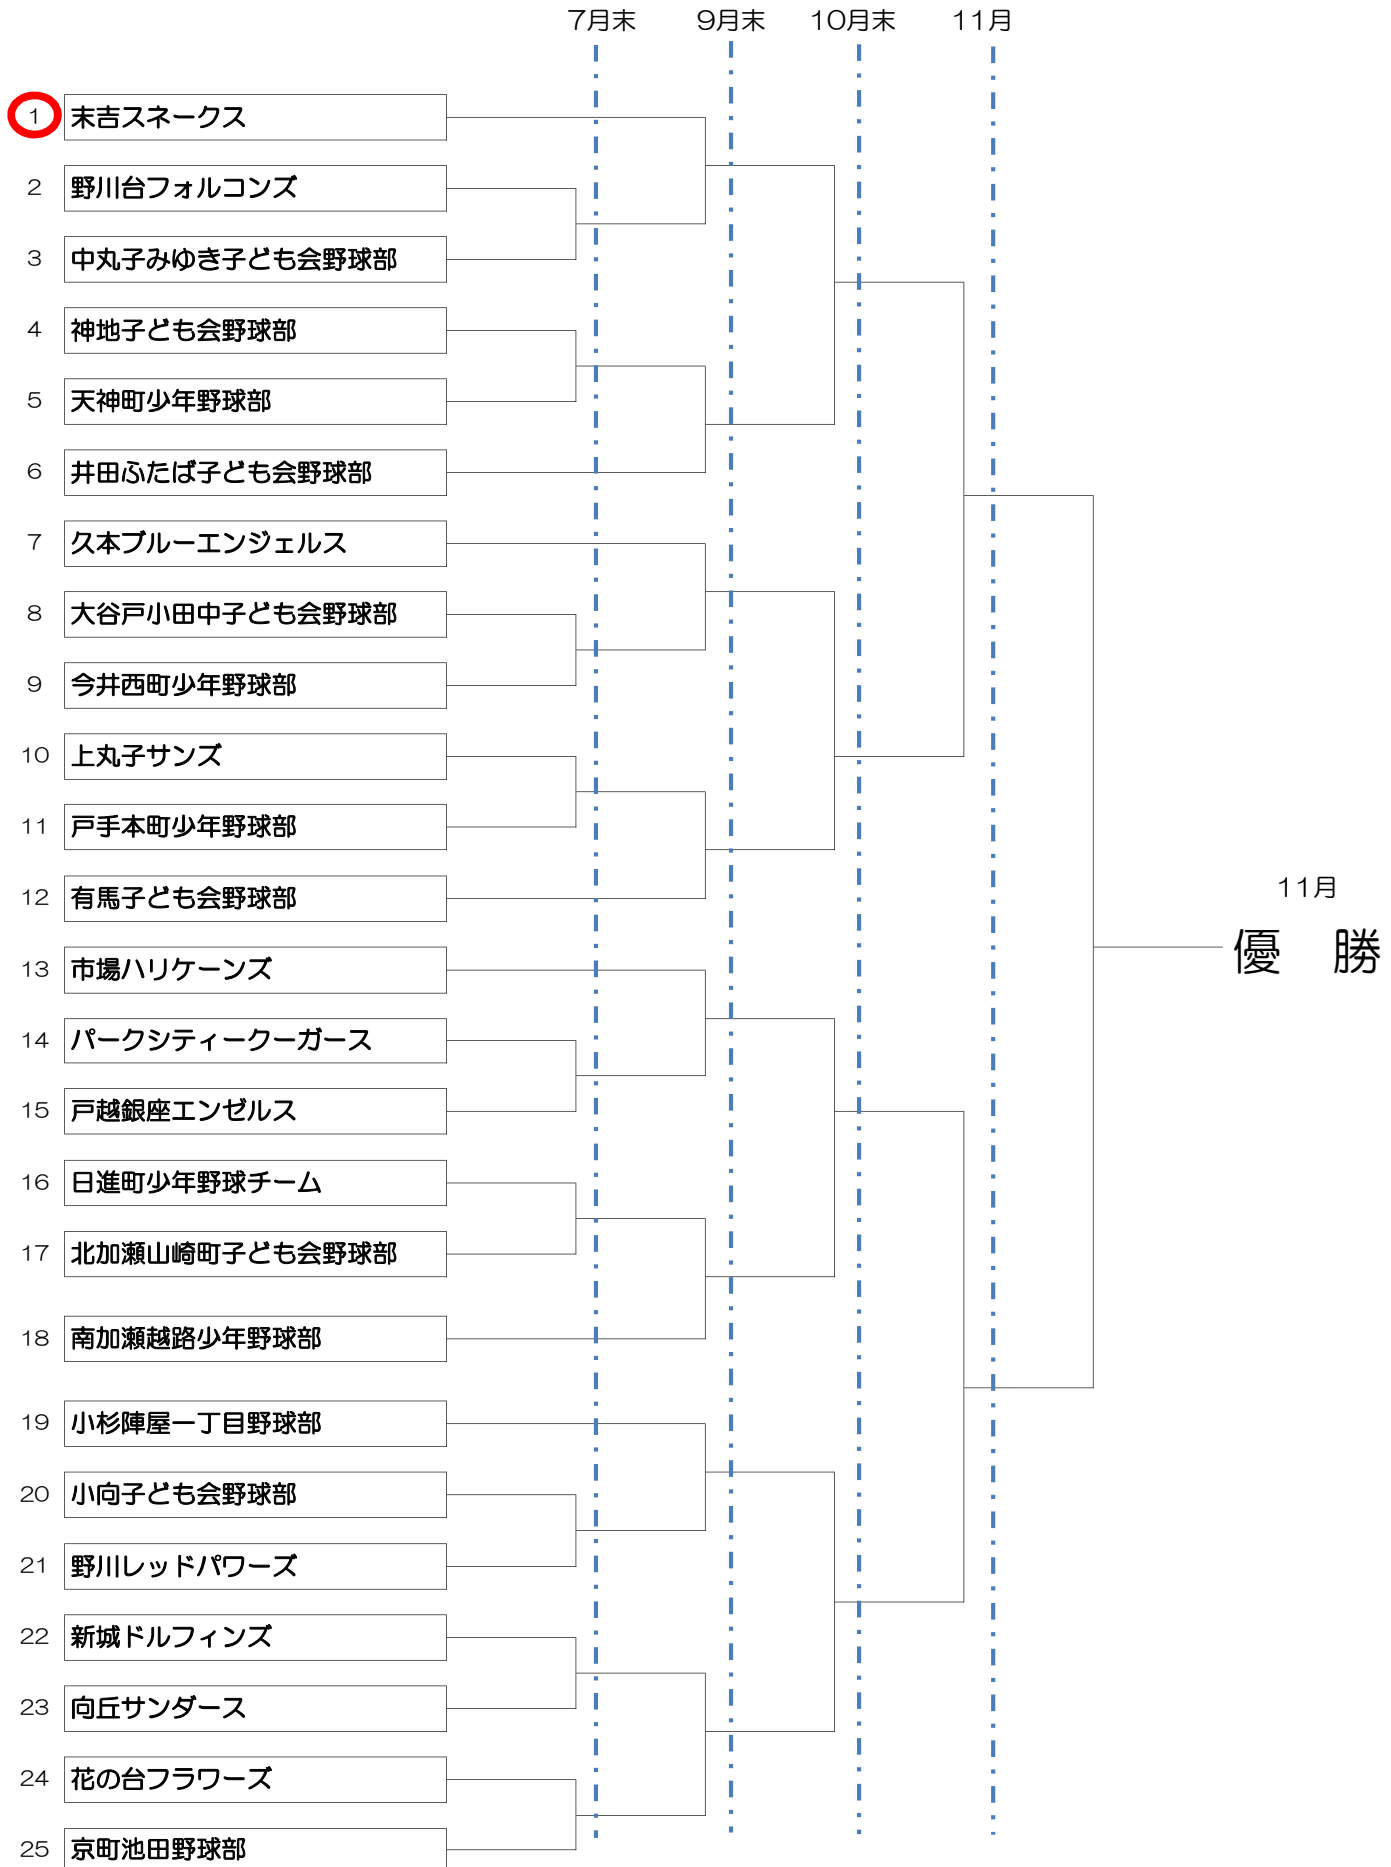 7月末 9月末 10月末 11月
1 末吉スネークス
2 野川台フォルコンズ
3 中丸子みゆき子ども会野球部
4 神地子ども会野球部
5 天神町少年野球部
6 井田ふたば子ども会野球部
7 久本ブルーエンジェルス
8 大谷戸小田中子ども会野球部
9 今井西町少年野球部
10 上丸子サンズ
11 戸手本町少年野球部
12 有馬子ども会野球部
11月
優 勝
13 市場ハリケーンズ
14 パークシティークーガース
15 戸越銀座エンゼルス
16 日進町少年野球チーム
17 北加瀬山崎町子ども会野球部
18 南加瀬越路少年野球部
19 小杉陣屋一丁目野球部
20 小向子ども会野球部
21 野川レッドパワーズ
22 新城ドルフィンズ
23 向丘サンダース
24 花の台フラワーズ
25 京町池田野球部